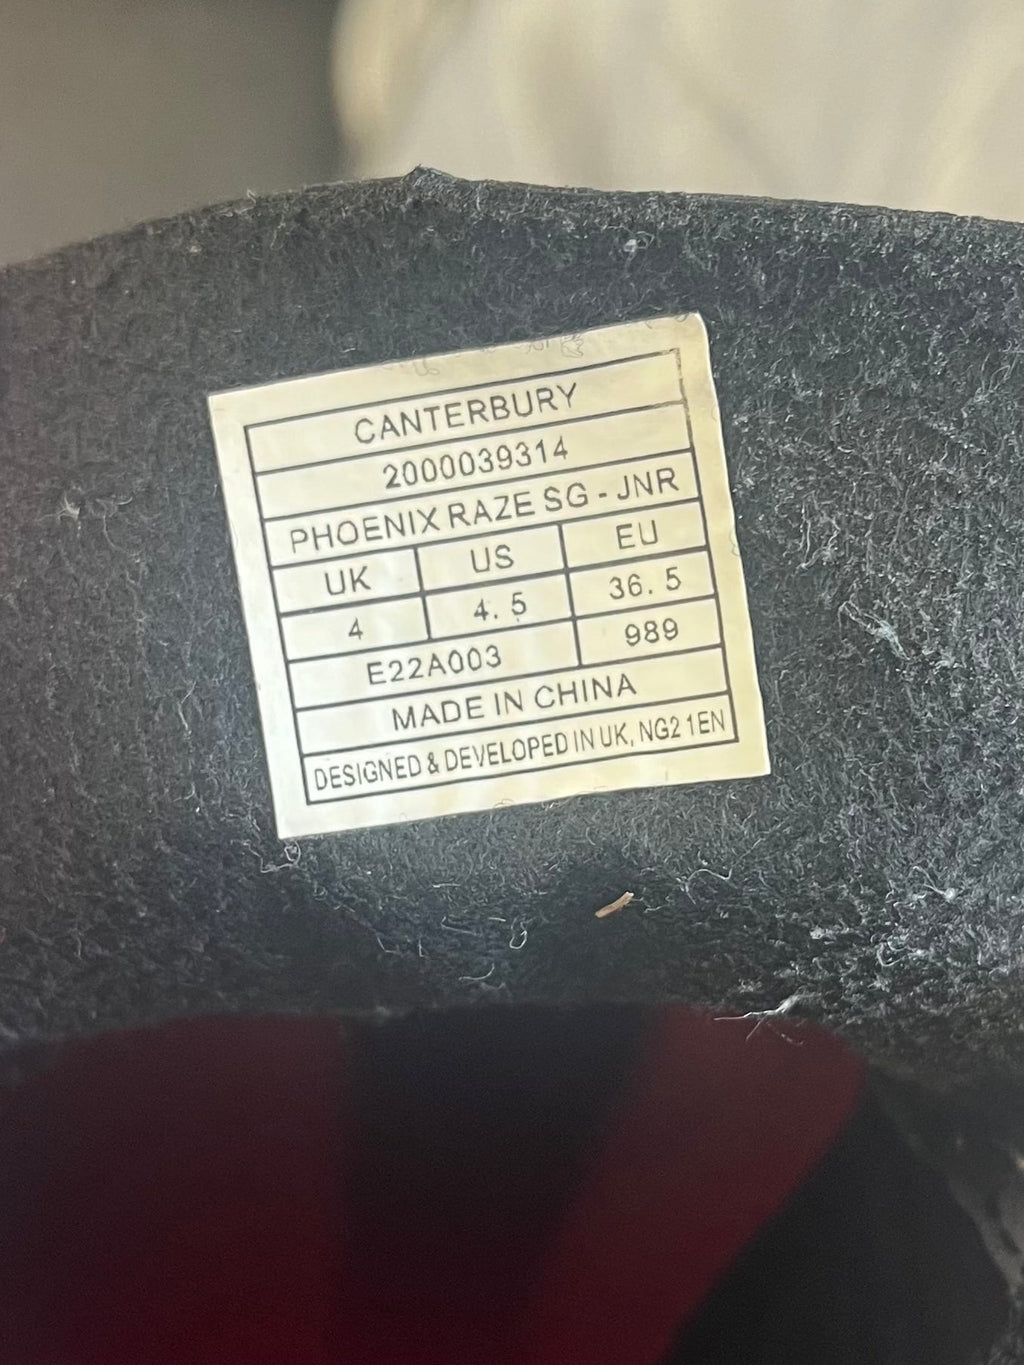 CANTERBURY
2000039314
PHOENIX RAZE SG - JNR
UK US EU
4 4. 5 36. 5
E22A003 989
MADE IN CHINA
DESIGNED & DEVELOPED IN UK, NG2 1EN